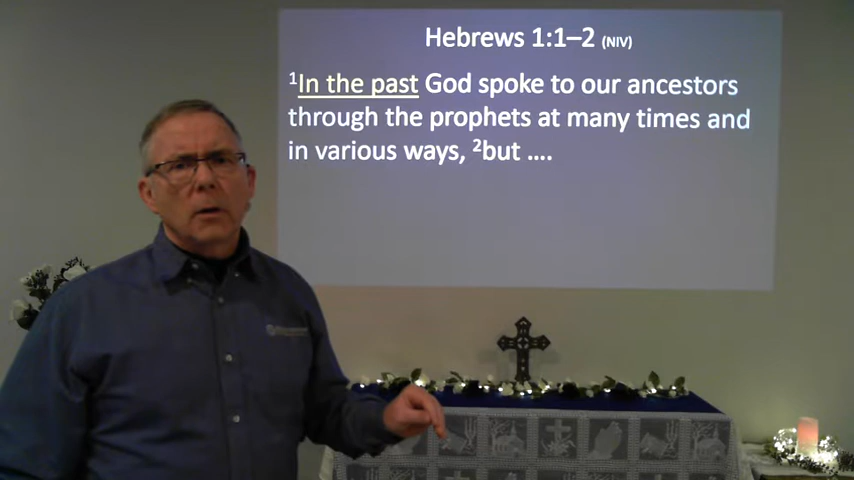 Hebrews 1:1–2 (NIV)
1In the past God spoke to our ancestors
through the prophets at many times and
in various ways, 2but ....